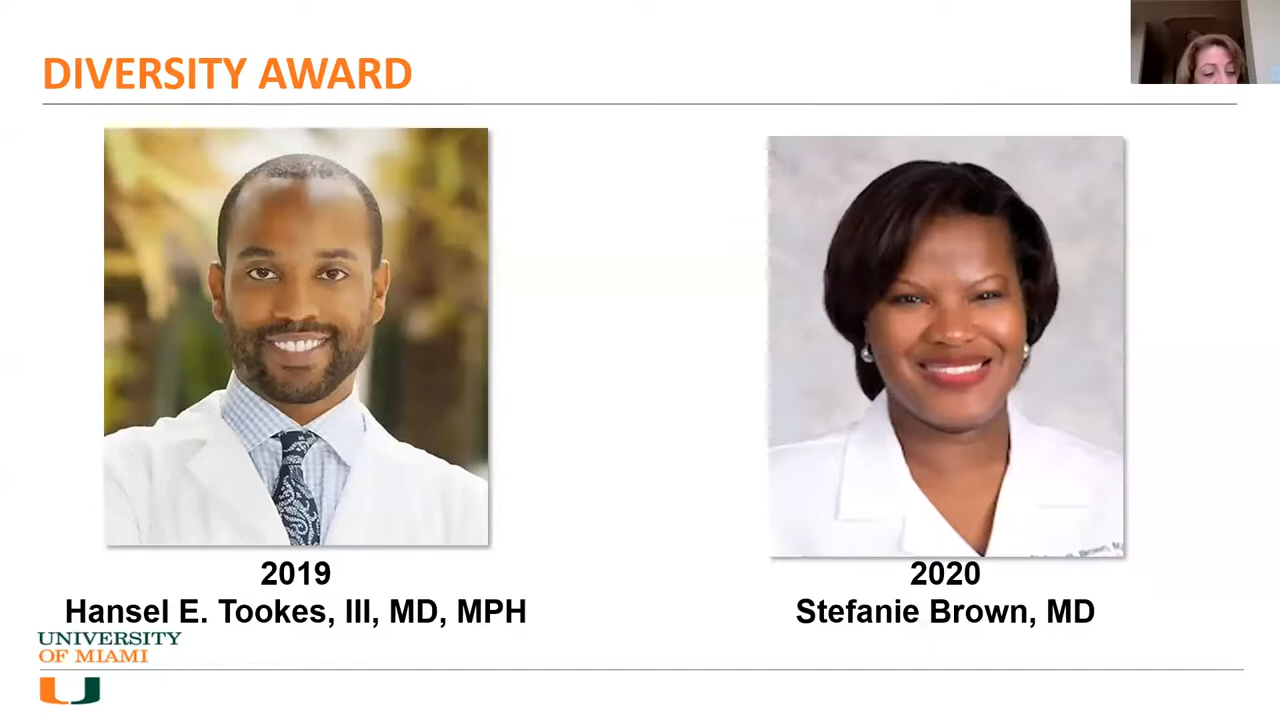 DIVERSITY AWARD
2019
Hansel E. Tookes, III, MD, MPH
2020
Stefanie Brown, MD
UNIVERSITY
OF MIAMI